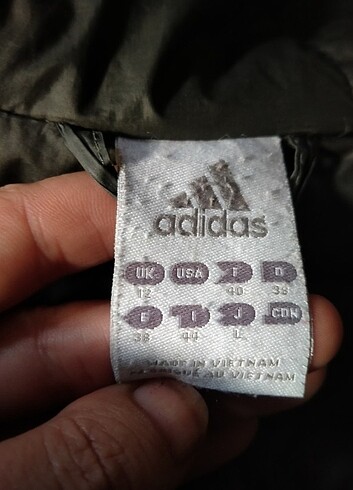 adidas
UK USA F D
12 40 38
E I J CDN
38 44 L
MADE IN VIETNAM
FABRIQUÉ AU VIETNAM